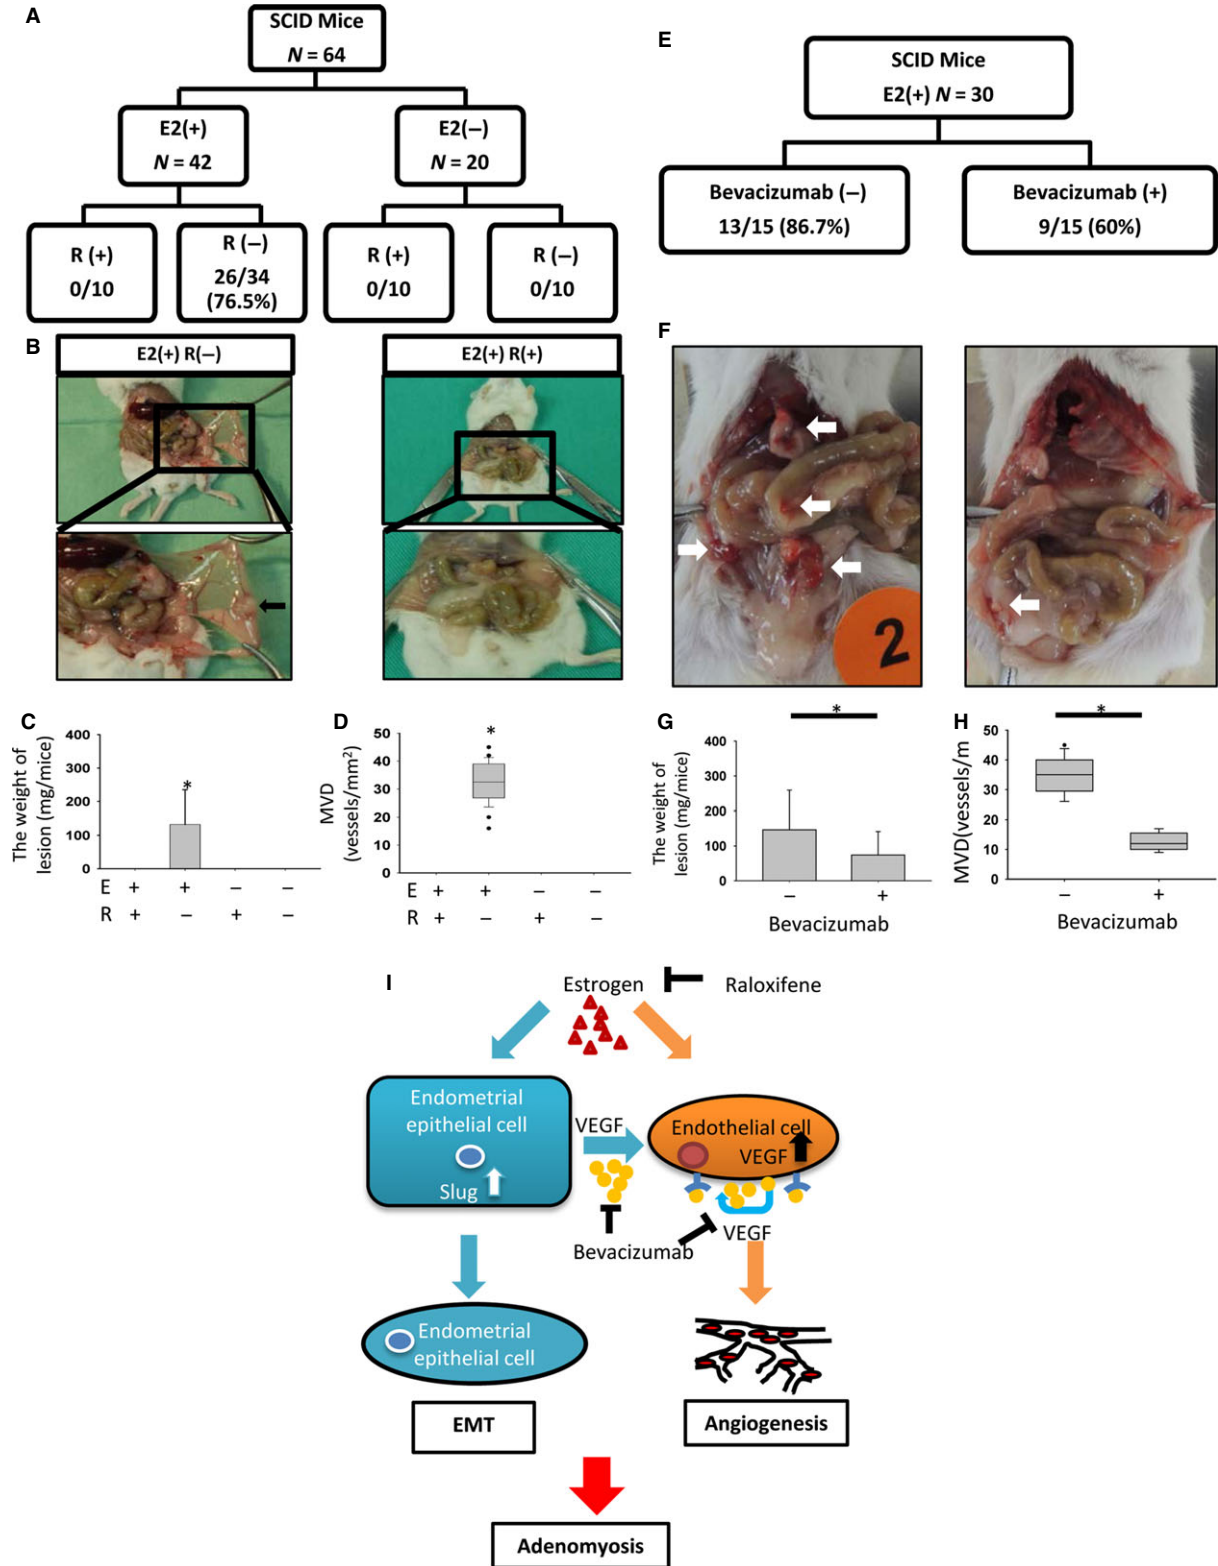 A
SCID Mice
N = 64
E2(+)
N = 42
E2(−)
N = 20
R (+)
0/10
R (−)
26/34
(76.5%)
R (+)
0/10
R (−)
0/10
E
SCID Mice
E2(+) N = 30
Bevacizumab (−)
13/15 (86.7%)
Bevacizumab (+)
9/15 (60%)
B
E2(+) R(−)
E2(+) R(+)
F
2
C
The weight of
lesion (mg/mice)
400
300
200
100
0
*
E + + − −
R + − + −
D
MVD
(vessels/mm²)
50
40
30
20
10
0
*
E + + − −
R + − + −
G
The weight of
lesion (mg/mice)
400
300
200
100
0
*
− +
Bevacizumab
H
MVD(vessels/m
50
40
30
20
10
0
*
− +
Bevacizumab
I
Estrogen
Raloxifene
Endometrial
epithelial cell
Slug
VEGF
Endothelial cell
VEGF
Bevacizumab
VEGF
Endometrial
epithelial cell
EMT
Angiogenesis
Adenomyosis